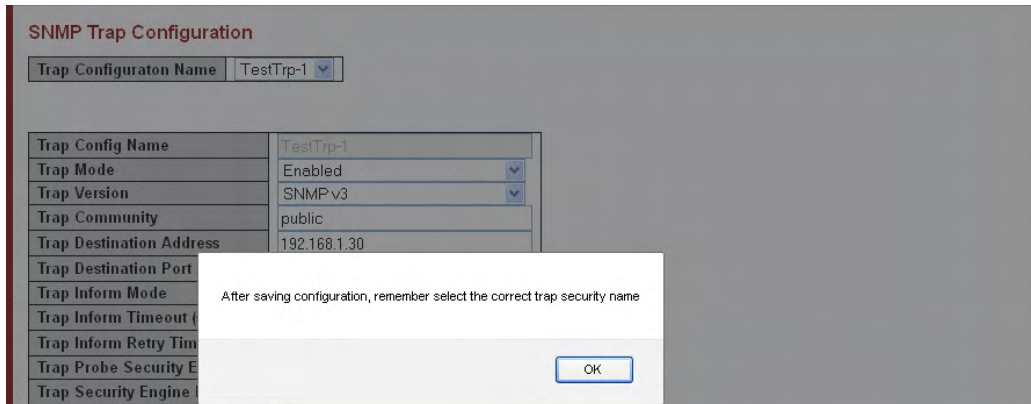 SNMP Trap Configuration
Trap Configuraton Name TestTrp-1
Trap Config Name TestTrp-1
Trap Mode Enabled
Trap Version SNMP v3
Trap Community public
Trap Destination Address 192.168.1.30
Trap Destination Port
Trap Inform Mode
Trap Inform Timeout (
Trap Inform Retry Tim
Trap Probe Security E
Trap Security Engine
After saving configuration, remember select the correct trap security name
OK